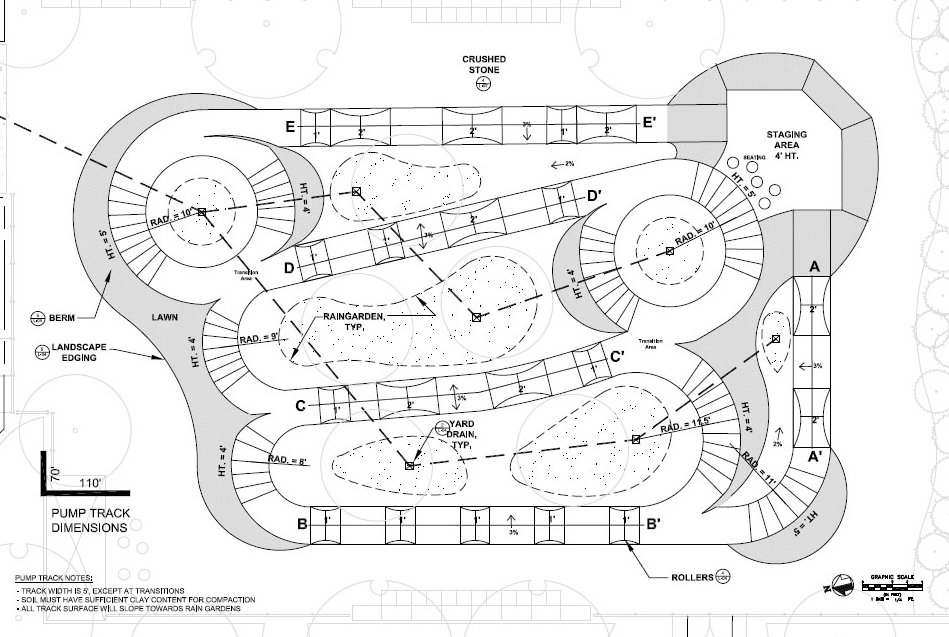 CRUSHED
STONE
E
1'
2'
2'
3%
1'
2'
E'
STAGING
AREA
4' HT.
SEATING
HT. = 5'
2%
HT. = 4'
RAD. = 10'
D'
1'
2'
3%
1'
1'
D
RAD. = 10'
HT. = 5'
Transition
Area
HT. = 4'
A
2'
3%
2'
2%
A'
BERM
LAWN
RAINGARDEN,
TYP.
LANDSCAPE
EDGING
HT. = 4'
RAD. = 9'
Transition
Area
C'
1'
2'
3%
2'
1'
C
YARD
DRAIN,
TYP.
RAD. = 11.5'
HT. = 4'
HT. = 4'
RAD. = 8'
RAD. = 11'
HT. = 5'
70'
110'
PUMP TRACK
DIMENSIONS
B
1'
1'
1'
3%
1'
1'
B'
ROLLERS
PUMP TRACK NOTES:
- TRACK WIDTH IS 5', EXCEPT AT TRANSITIONS
- SOIL MUST HAVE SUFFICIENT CLAY CONTENT FOR COMPACTION
- ALL TRACK SURFACE WILL SLOPE TOWARDS RAIN GARDENS
N
GRAPHIC SCALE